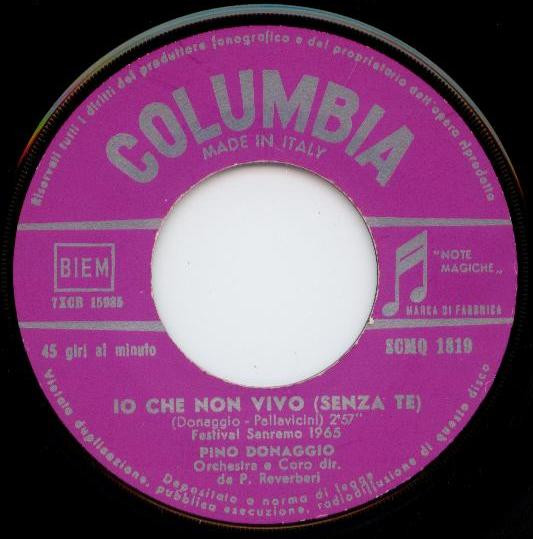 Riservati tutti i diritti del produttore fonografico e del proprietario dell'opera riprodotta
COLUMBIA
MADE IN ITALY
BIEM
7XCR 15985
"NOTE
MAGICHE„
MARCA DI FABBRICA
45 giri al minuto
SCMQ 1819
IO CHE NON VIVO (SENZA TE)
(Donaggio - Pallavicini) 2'57"
Festival Sanremo 1965
PINO DONAGGIO
Orchestra e Coro dir.
da P. Reverberi
Depositato a norma di legge
Vietate duplicazione, pubblica esecuzione, radiodiffusione di questo disco